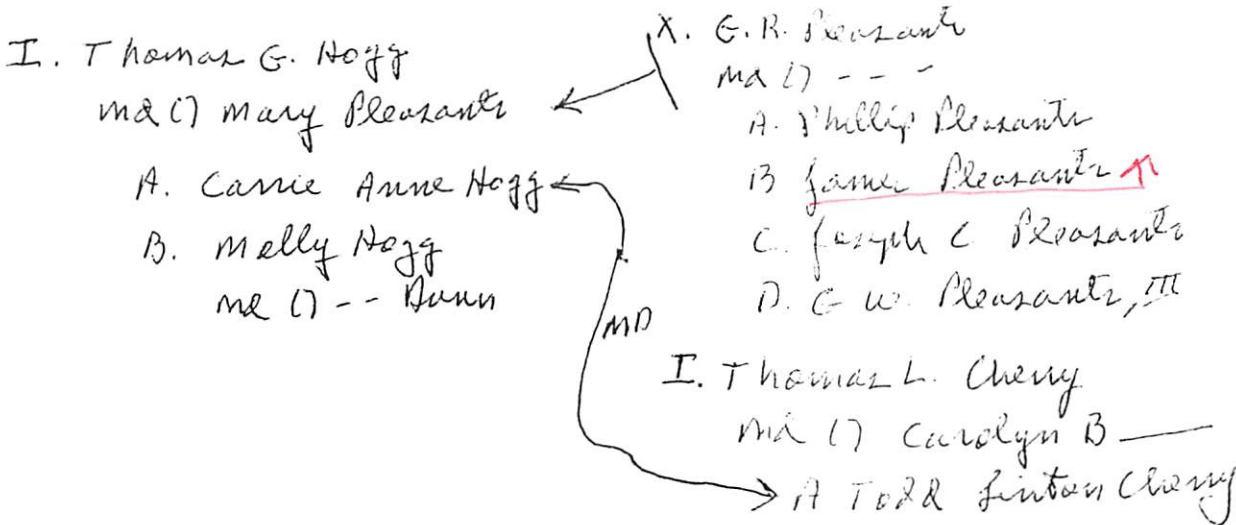 I. Thomas G. Hogg
md () Mary Pleasants
A. Carrie Anne Hogg
B. Melly Hogg
md () -- Dunn
MD
X. G. R. Pleasants
md () - - -
A. Phillip Pleasants
B James Pleasants
C. Joseph C Pleasants
D. G W. Pleasants, III
I. Thomas L. Cherry
md () Carolyn B ——
A Todd Linton Cherry